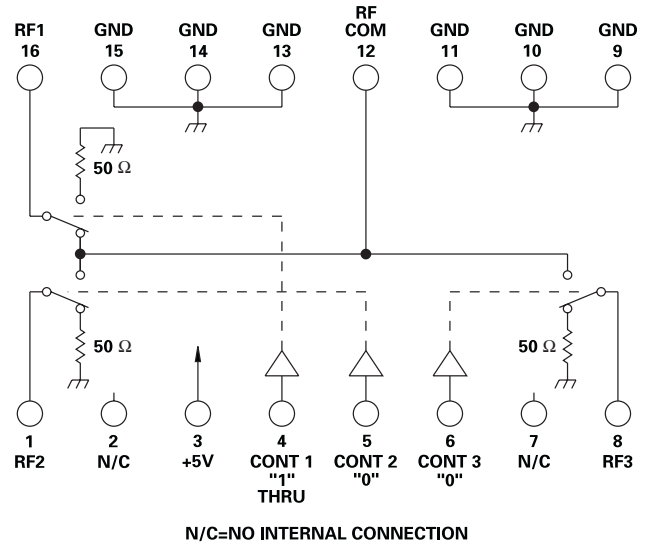 RF1 GND GND GND RF COM GND GND GND
16 15 14 13 12 11 10 9
50 Ω
50 Ω 50 Ω
1 2 3 4 5 6 7 8
RF2 N/C +5V CONT 1 CONT 2 CONT 3 N/C RF3
"1" "0" "0"
THRU
N/C=NO INTERNAL CONNECTION